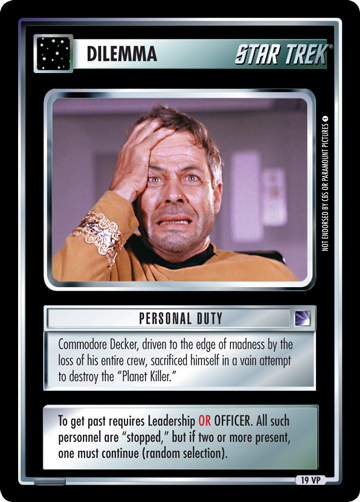 DILEMMA
STAR TREK
NOT ENDORSED BY CBS OR PARAMOUNT PICTURES
PERSONAL DUTY
Commodore Decker, driven to the edge of madness by the
loss of his entire crew, sacrificed himself in a vain attempt
to destroy the “Planet Killer.”
To get past requires Leadership OR OFFICER. All such
personnel are “stopped,” but if two or more present,
one must continue (random selection).
19 VP